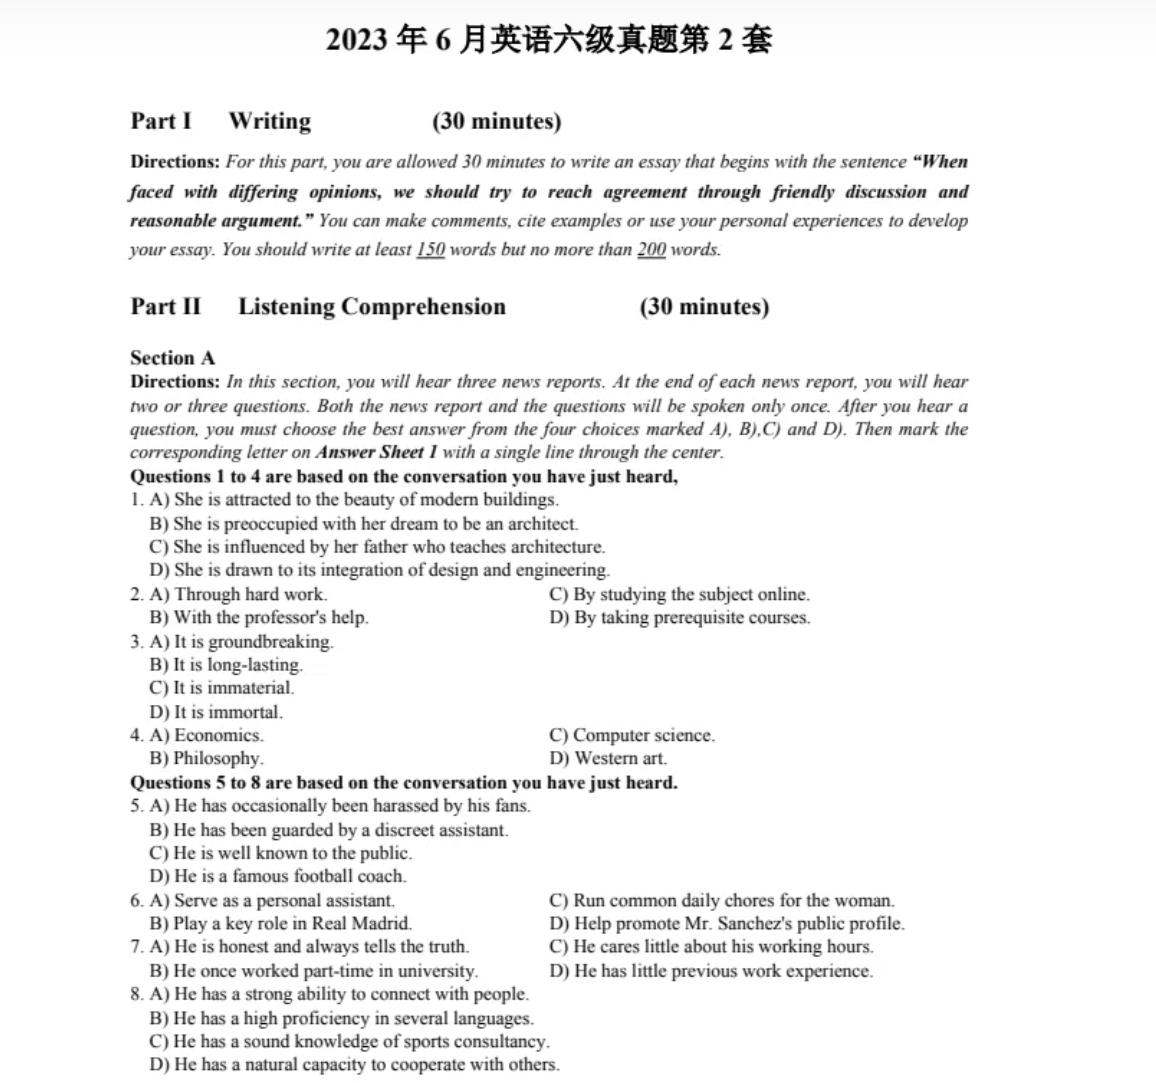 2023 年 6 月英语六级真题第 2 套
Part I Writing (30 minutes)
Directions: For this part, you are allowed 30 minutes to write an essay that begins with the sentence “When
faced with differing opinions, we should try to reach agreement through friendly discussion and
reasonable argument.” You can make comments, cite examples or use your personal experiences to develop
your essay. You should write at least 150 words but no more than 200 words.
Part II Listening Comprehension (30 minutes)
Section A
Directions: In this section, you will hear three news reports. At the end of each news report, you will hear
two or three questions. Both the news report and the questions will be spoken only once. After you hear a
question, you must choose the best answer from the four choices marked A), B),C) and D). Then mark the
corresponding letter on Answer Sheet 1 with a single line through the center.
Questions 1 to 4 are based on the conversation you have just heard,
1. A) She is attracted to the beauty of modern buildings.
B) She is preoccupied with her dream to be an architect.
C) She is influenced by her father who teaches architecture.
D) She is drawn to its integration of design and engineering.
2. A) Through hard work. C) By studying the subject online.
B) With the professor's help. D) By taking prerequisite courses.
3. A) It is groundbreaking.
B) It is long-lasting.
C) It is immaterial.
D) It is immortal.
4. A) Economics. C) Computer science.
B) Philosophy. D) Western art.
Questions 5 to 8 are based on the conversation you have just heard.
5. A) He has occasionally been harassed by his fans.
B) He has been guarded by a discreet assistant.
C) He is well known to the public.
D) He is a famous football coach.
6. A) Serve as a personal assistant. C) Run common daily chores for the woman.
B) Play a key role in Real Madrid. D) Help promote Mr. Sanchez's public profile.
7. A) He is honest and always tells the truth. C) He cares little about his working hours.
B) He once worked part-time in university. D) He has little previous work experience.
8. A) He has a strong ability to connect with people.
B) He has a high proficiency in several languages.
C) He has a sound knowledge of sports consultancy.
D) He has a natural capacity to cooperate with others.